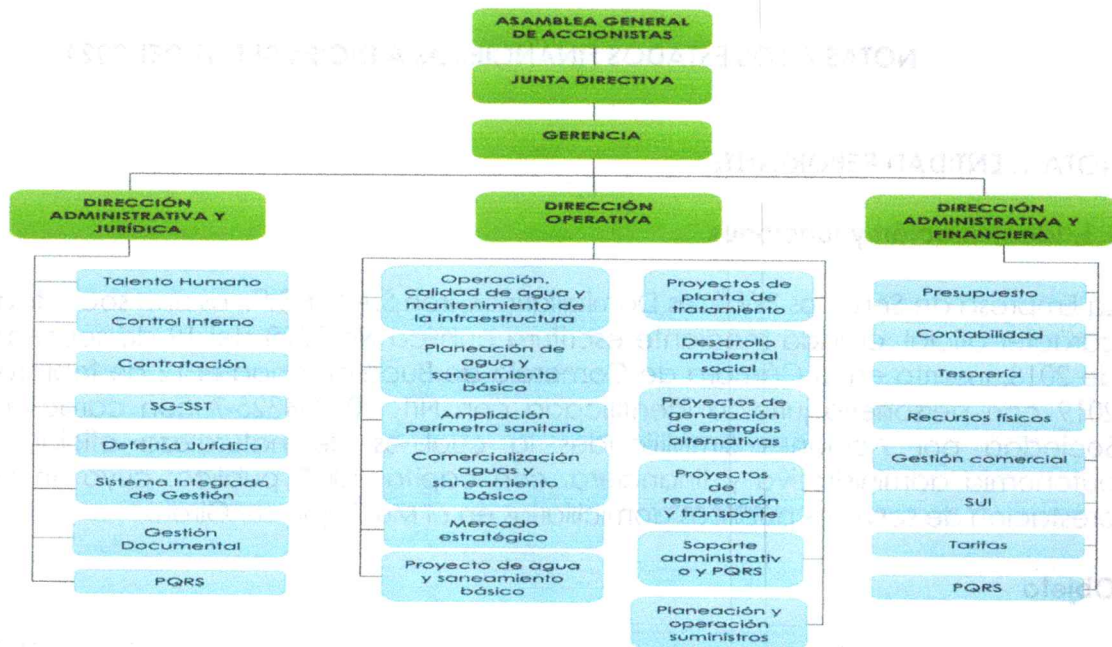 ASAMBLEA GENERAL
DE ACCIONISTAS
JUNTA DIRECTIVA
GERENCIA
DIRECCIÓN
ADMINISTRATIVA Y
JURÍDICA
Talento Humano
Control Interno
Contratación
SG-SST
Defensa Jurídica
Sistema Integrado
de Gestión
Gestión
Documental
PQRS
DIRECCIÓN
OPERATIVA
Operación,
calidad de agua y
mantenimiento de
la infraestructura
Planeación de
agua y
saneamiento
básico
Ampliación
perímetro sanitario
Comercialización
aguas y
saneamiento
básico
Mercado
estratégico
Proyecto de agua
y saneamiento
básico
Proyectos de
planta de
tratamiento
Desarrollo
ambiental
social
Proyectos de
generación
de energías
alternativas
Proyectos
de
recolección
y transporte
Soporte
administrativ
o y PQRS
Planeación y
operación
suministros
DIRECCIÓN
ADMINISTRATIVA Y
FINANCIERA
Presupuesto
Contabilidad
Tesorería
Recursos físicos
Gestión comercial
SUI
Tarifas
PQRS